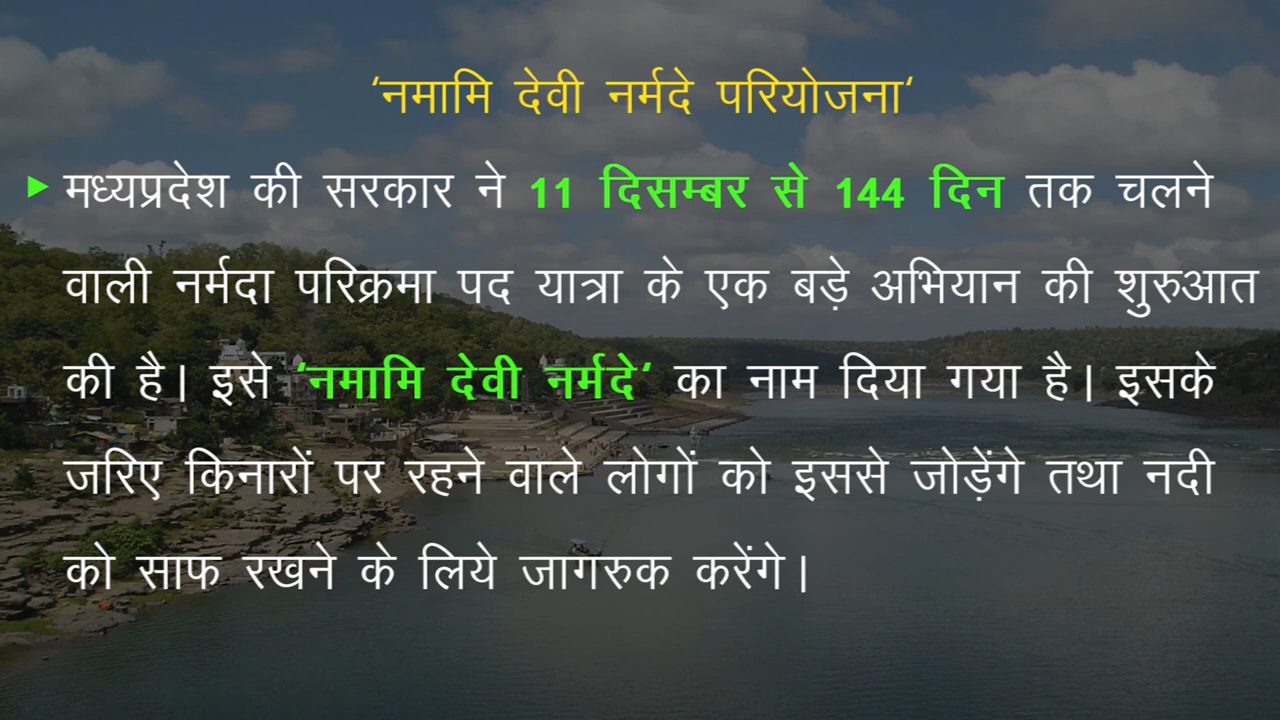 ‘नमामि देवी नर्मदे परियोजना‘
मध्यप्रदेश की सरकार ने 11 दिसम्बर से 144 दिन तक चलने
वाली नर्मदा परिक्रमा पद यात्रा के एक बड़े अभियान की शुरुआत
की है। इसे ‘नमामि देवी नर्मदे‘ का नाम दिया गया है। इसके
जरिए किनारों पर रहने वाले लोगों को इससे जोड़ेंगे तथा नदी
को साफ रखने के लिये जागरुक करेंगे।